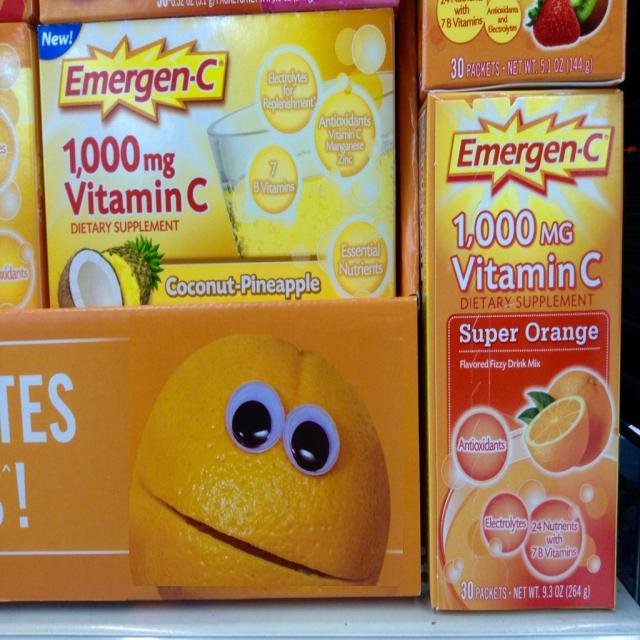 New!
Emergen-C
1,000 mg
Vitamin C
DIETARY SUPPLEMENT
Electrolytes
for
Replenishment
Antioxidants
Vitamin C
Manganese
Zinc
7
B Vitamins
Essential
Nutrients
Coconut-Pineapple
TES
S!
with
7 B Vitamins
Antioxidants
and
Electrolytes
30 PACKETS • NET WT. 5.1 OZ (144 g)
Emergen-C
1,000 MG
Vitamin C
DIETARY SUPPLEMENT
Super Orange
Flavored Fizzy Drink Mix
Antioxidants
Electrolytes
24 Nutrients
with
7 B Vitamins
30 PACKETS • NET WT. 9.3 OZ (264 g)